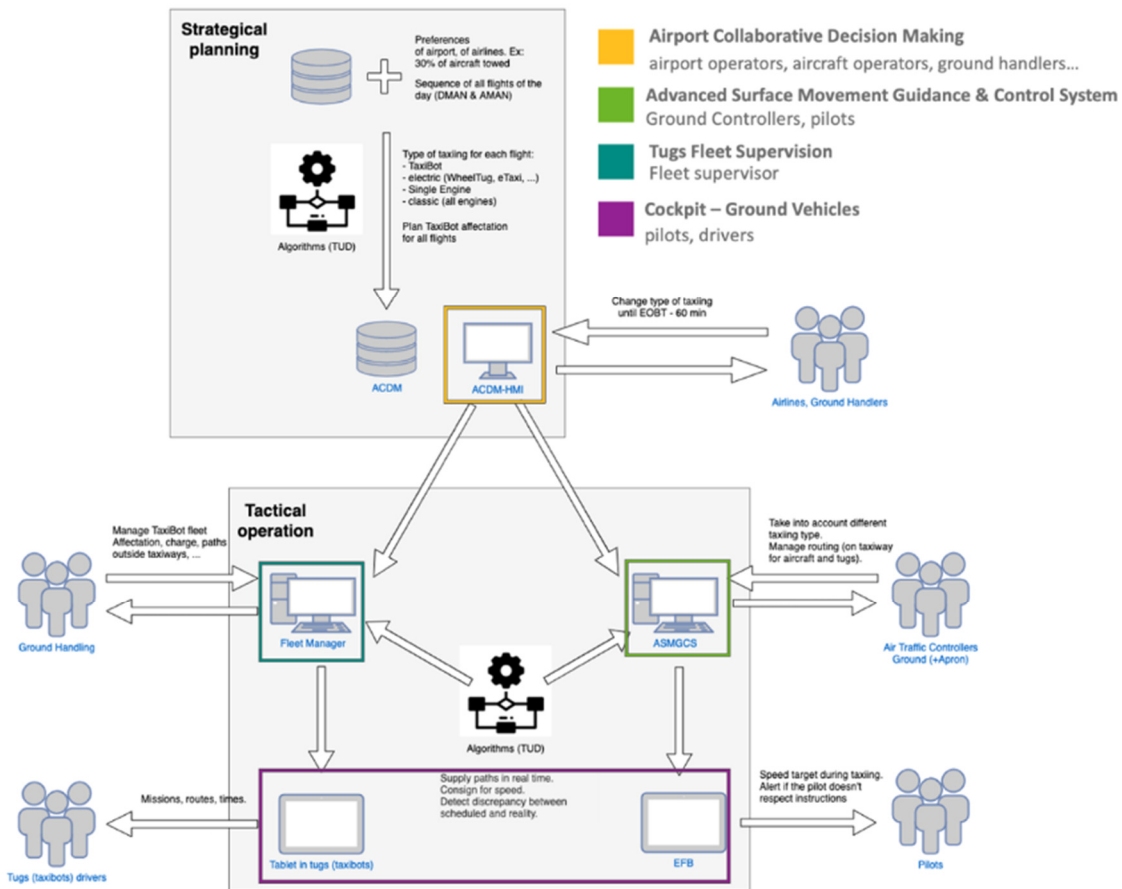 Strategical
planning
Preferences
of airport, of airlines. Ex:
30% of aircraft towed
Sequence of all flights of the
day (DMAN & AMAN)
Type of taxiing for each flight:
- TaxiBot
- electric (WheelTug, eTaxi, ...)
- Single Engine
- classic (all engines)
Plan TaxiBot affectation
for all flights
Algorithms (TUD)
ACDM
ACDM-HMI
Airport Collaborative Decision Making
airport operators, aircraft operators, ground handlers...
Advanced Surface Movement Guidance & Control System
Ground Controllers, pilots
Tugs Fleet Supervision
Fleet supervisor
Cockpit – Ground Vehicles
pilots, drivers
Change type of taxiing
until EOBT - 60 min
Airlines, Ground Handlers
Tactical
operation
Manage TaxiBot fleet
Affectation, charge, paths
outside taxiways, ...
Ground Handling
Fleet Manager
ASMGCS
Take into account different
taxiing type.
Manage routing (on taxiway
for aircraft and tugs).
Air Traffic Controllers
Ground (+Apron)
Algorithms (TUD)
Supply paths in real time.
Consign for speed.
Detect discrepancy between
scheduled and reality.
Missions, routes, times.
Tugs (taxibots) drivers
Tablet in tugs (taxibots)
EFB
Speed target during taxiing.
Alert if the pilot doesn't
respect instructions
Pilots